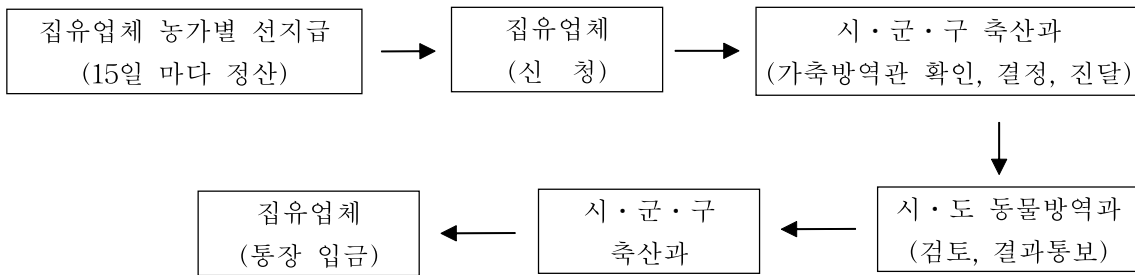 집유업체 농가별 선지급
(15일 마다 정산)
집유업체
(신 청)
시・군・구 축산과
(가축방역관 확인, 결정, 진달)
시・도 동물방역과
(검토, 결과통보)
시・군・구
축산과
집유업체
(통장 입금)